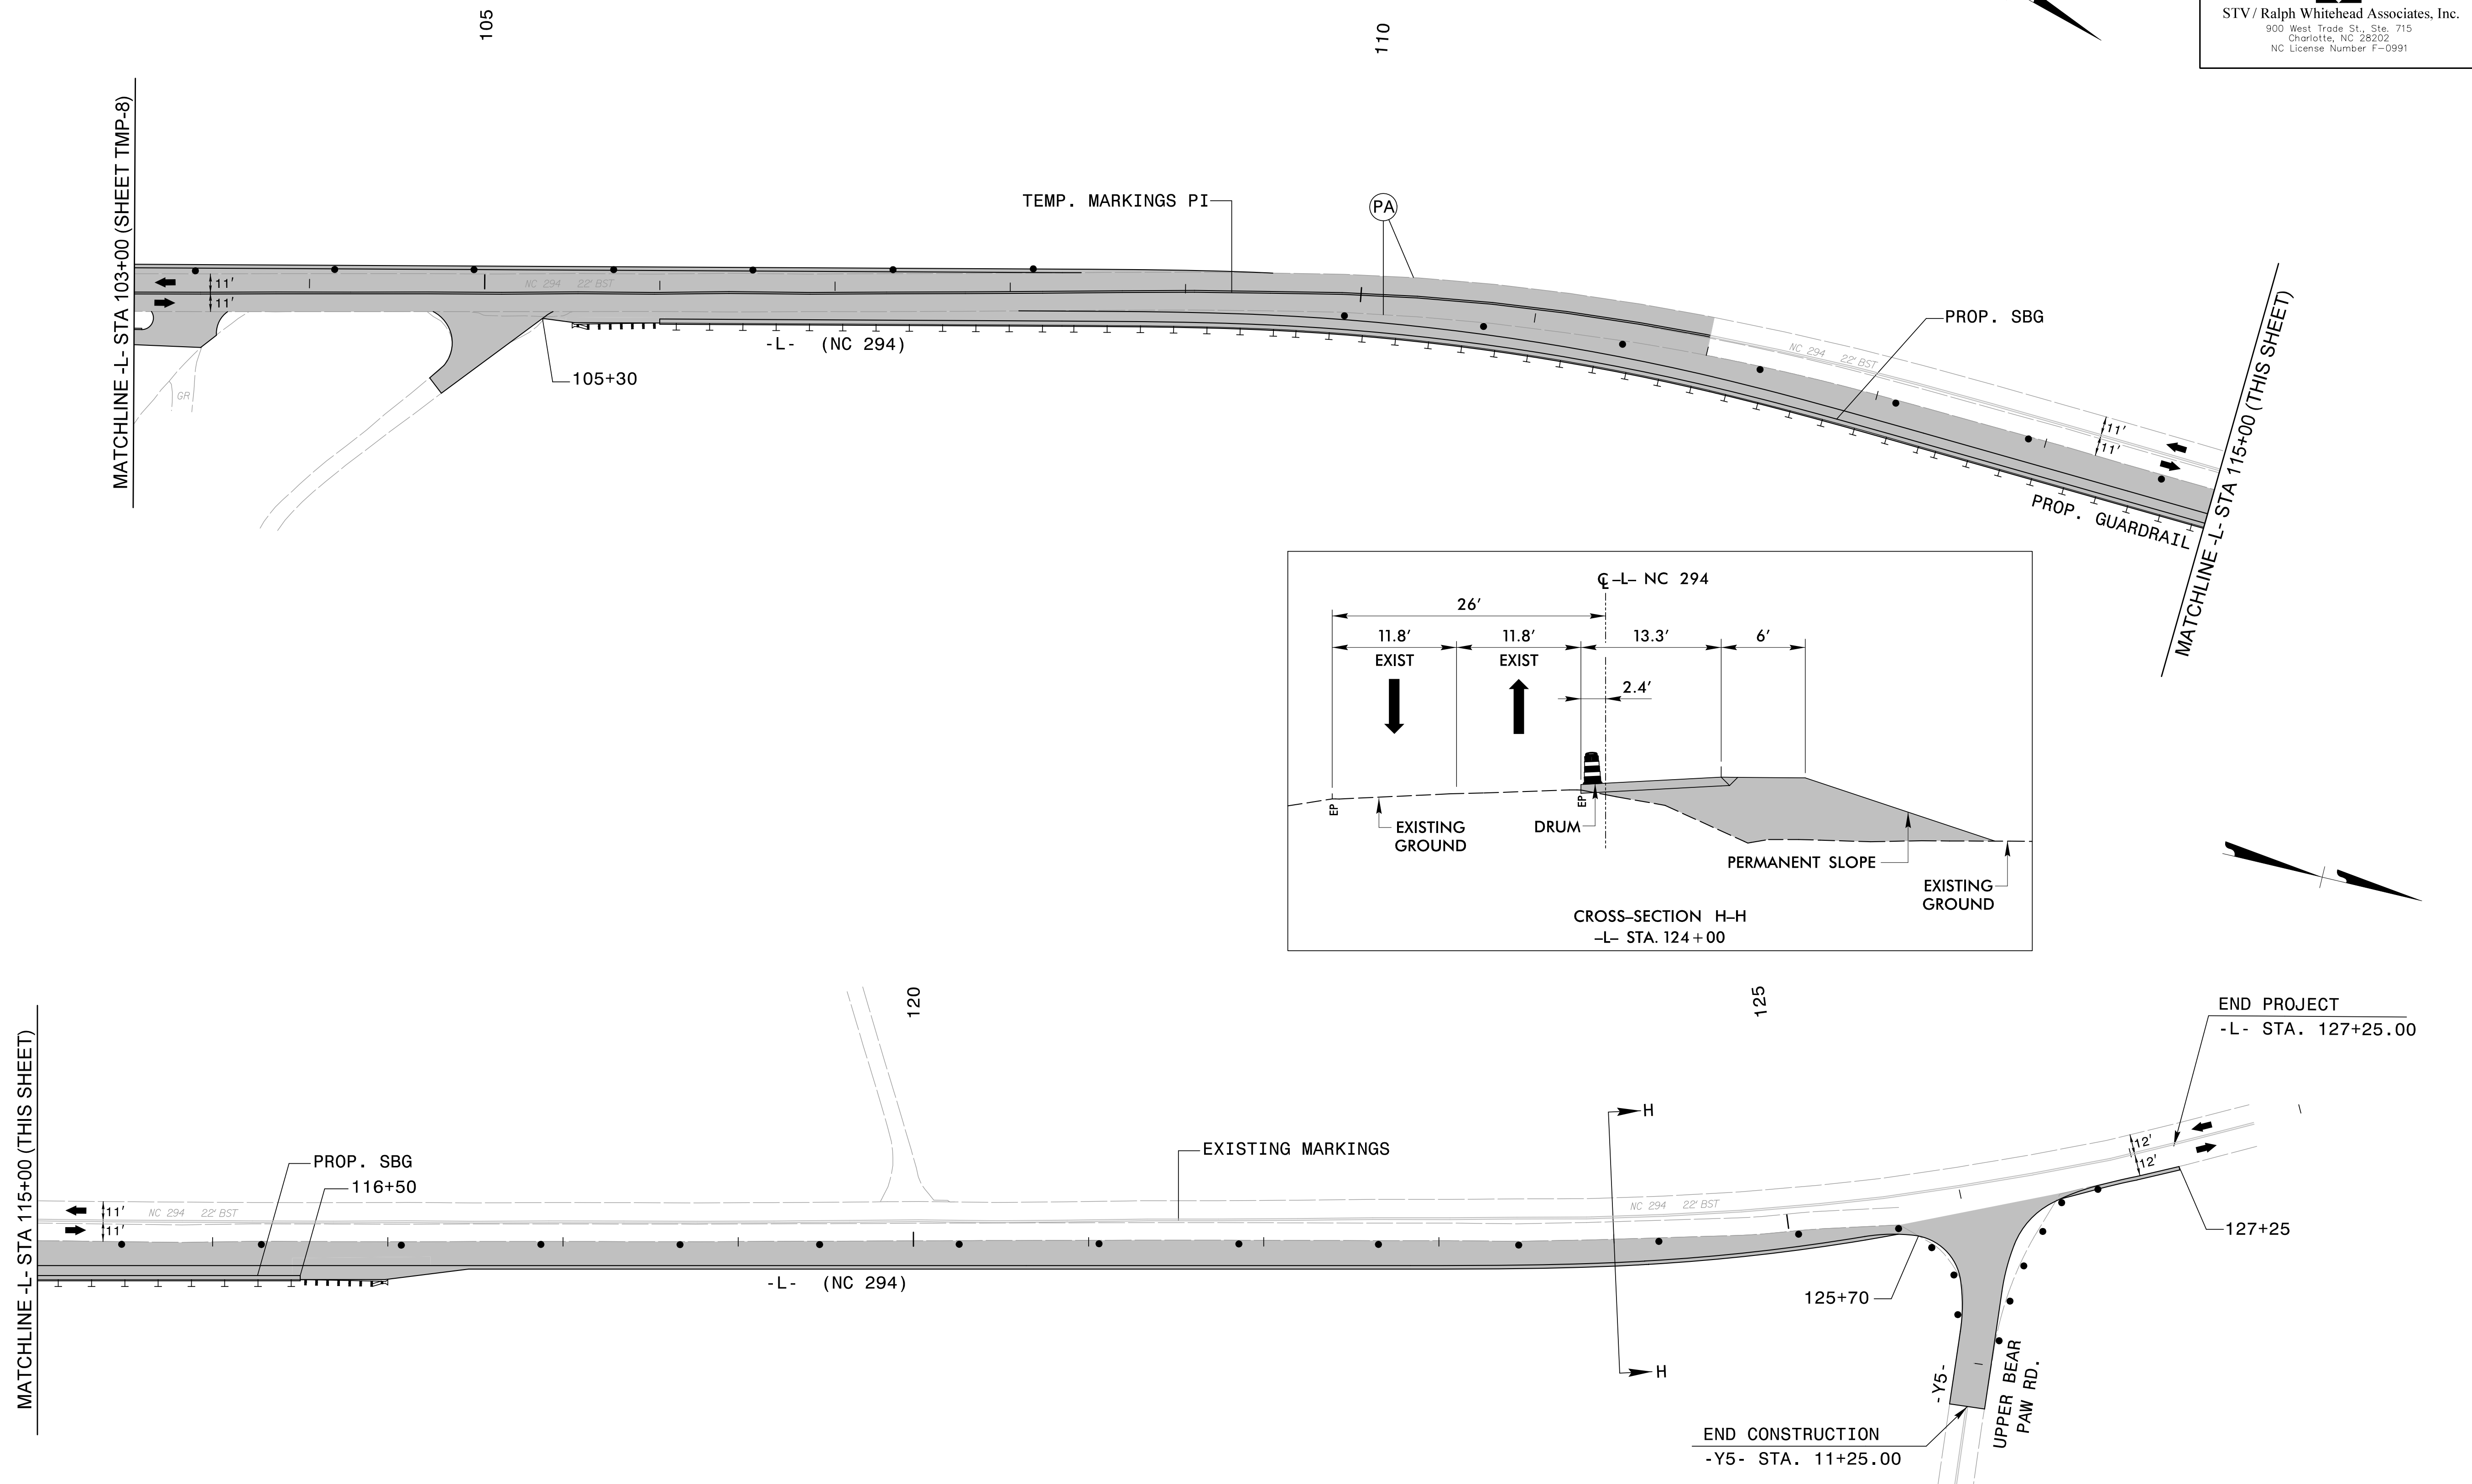 STV / Ralph Whitehead Associates, Inc.
900 West Trade St., Ste. 715
Charlotte, NC 28202
NC License Number F-0991
105
110
MATCHLINE -L- STA 103+00 (SHEET TMP-8)
TEMP. MARKINGS PI
PA
11'
11'
NC 294 22' BST
PROP. SBG
NC 294 22' BST
-L- (NC 294)
105+30
GR
11'
11'
PROP. GUARDRAIL
MATCHLINE -L- STA 115+00 (THIS SHEET)
℄ –L– NC 294
26'
11.8'
11.8'
13.3'
6'
EXIST
EXIST
2.4'
EP
EP
EXISTING
GROUND
DRUM
PERMANENT SLOPE
EXISTING
GROUND
CROSS–SECTION H–H
–L– STA. 124+00
MATCHLINE -L- STA 115+00 (THIS SHEET)
120
125
END PROJECT
-L- STA. 127+25.00
H
PROP. SBG
116+50
EXISTING MARKINGS
11'
11'
NC 294 22' BST
NC 294 22' BST
12'
12'
127+25
-L- (NC 294)
125+70
H
-Y5-
UPPER BEAR
PAW RD.
END CONSTRUCTION
-Y5- STA. 11+25.00